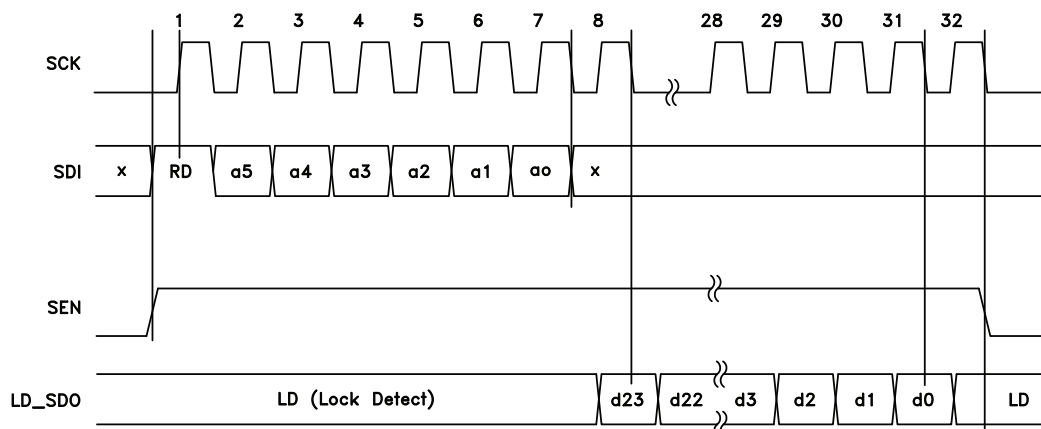 1 2 3 4 5 6 7 8 28 29 30 31 32
SCK
SDI x RD a5 a4 a3 a2 a1 ao x
SEN
LD_SDO LD (Lock Detect) d23 d22 d3 d2 d1 d0 LD